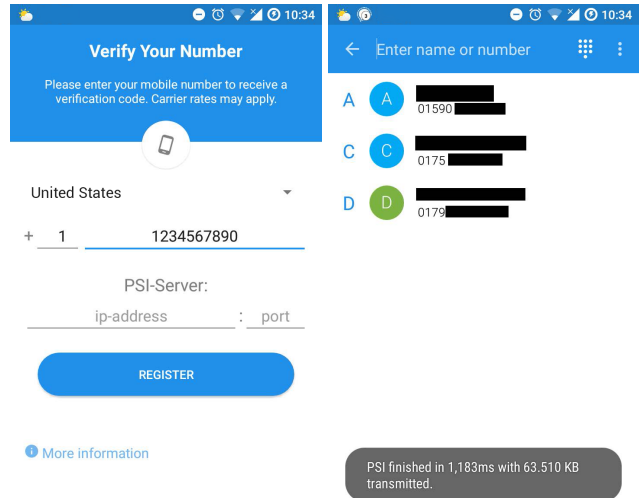 10:34
Verify Your Number
Please enter your mobile number to receive a
verification code. Carrier rates may apply.
United States
+ 1 1234567890
PSI-Server:
ip-address : port
REGISTER
More information
10:34
Enter name or number
A A
01590
C C
0175
D D
0179
PSI finished in 1,183ms with 63.510 KB
transmitted.